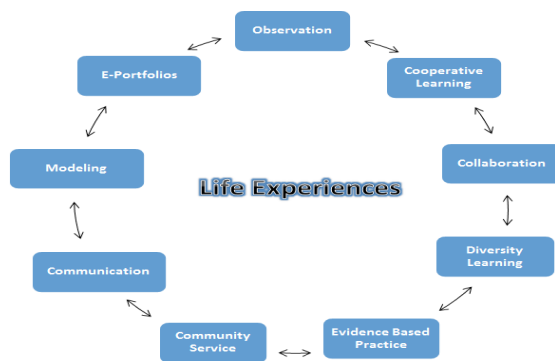 Observation
E-Portfolios
Cooperative
Learning
Modeling
Collaboration
Life Experiences
Communication
Diversity
Learning
Community
Service
Evidence Based
Practice